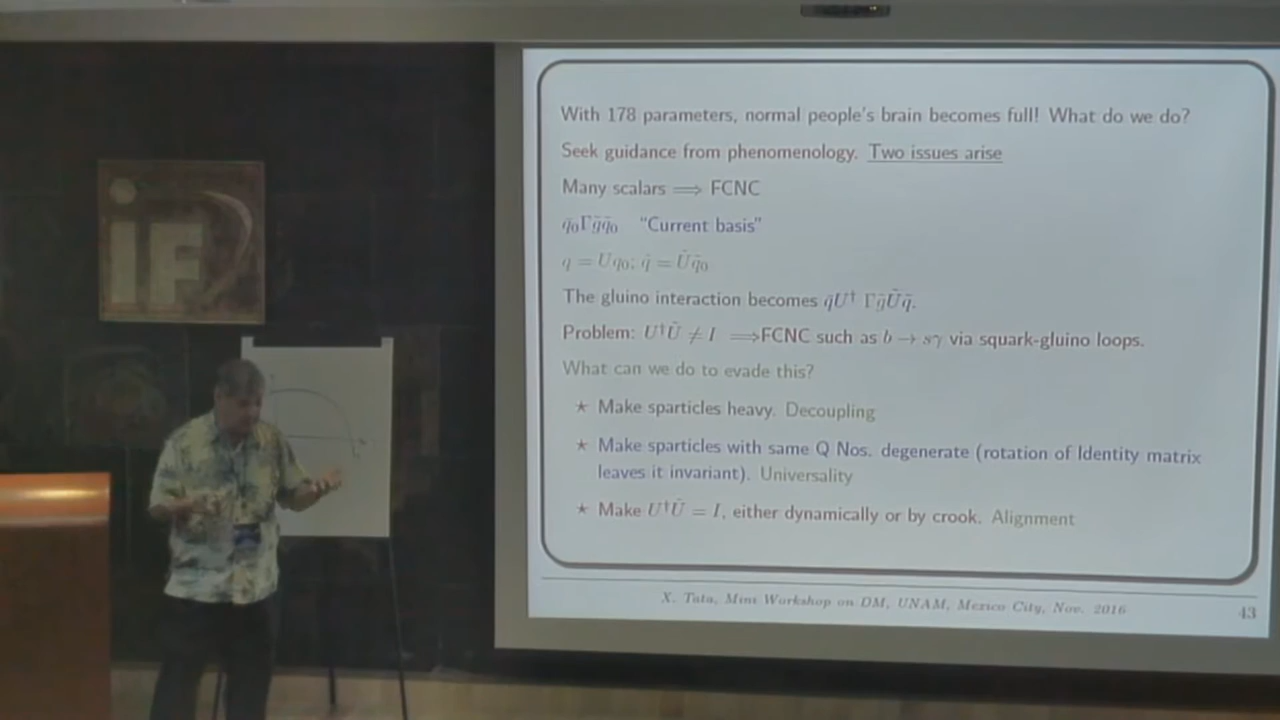 iF
With 178 parameters, normal people's brain becomes full! What do we do?
Seek guidance from phenomenology. Two issues arise
Many scalars ⟹ FCNC
q̄₀Γg̃q̃₀ "Current basis"
q = Uq₀; q̃ = Ũq̃₀
The gluino interaction becomes q̄U† Γg̃Ũq̃.
Problem: U†Ũ ≠ I ⟹FCNC such as b → sγ via squark-gluino loops.
What can we do to evade this?
⋆ Make sparticles heavy. Decoupling
⋆ Make sparticles with same Q Nos. degenerate (rotation of Identity matrix
leaves it invariant). Universality
⋆ Make U†Ũ = I, either dynamically or by crook. Alignment
X. Tata, Mini Workshop on DM, UNAM, Mexico City, Nov. 2016
43